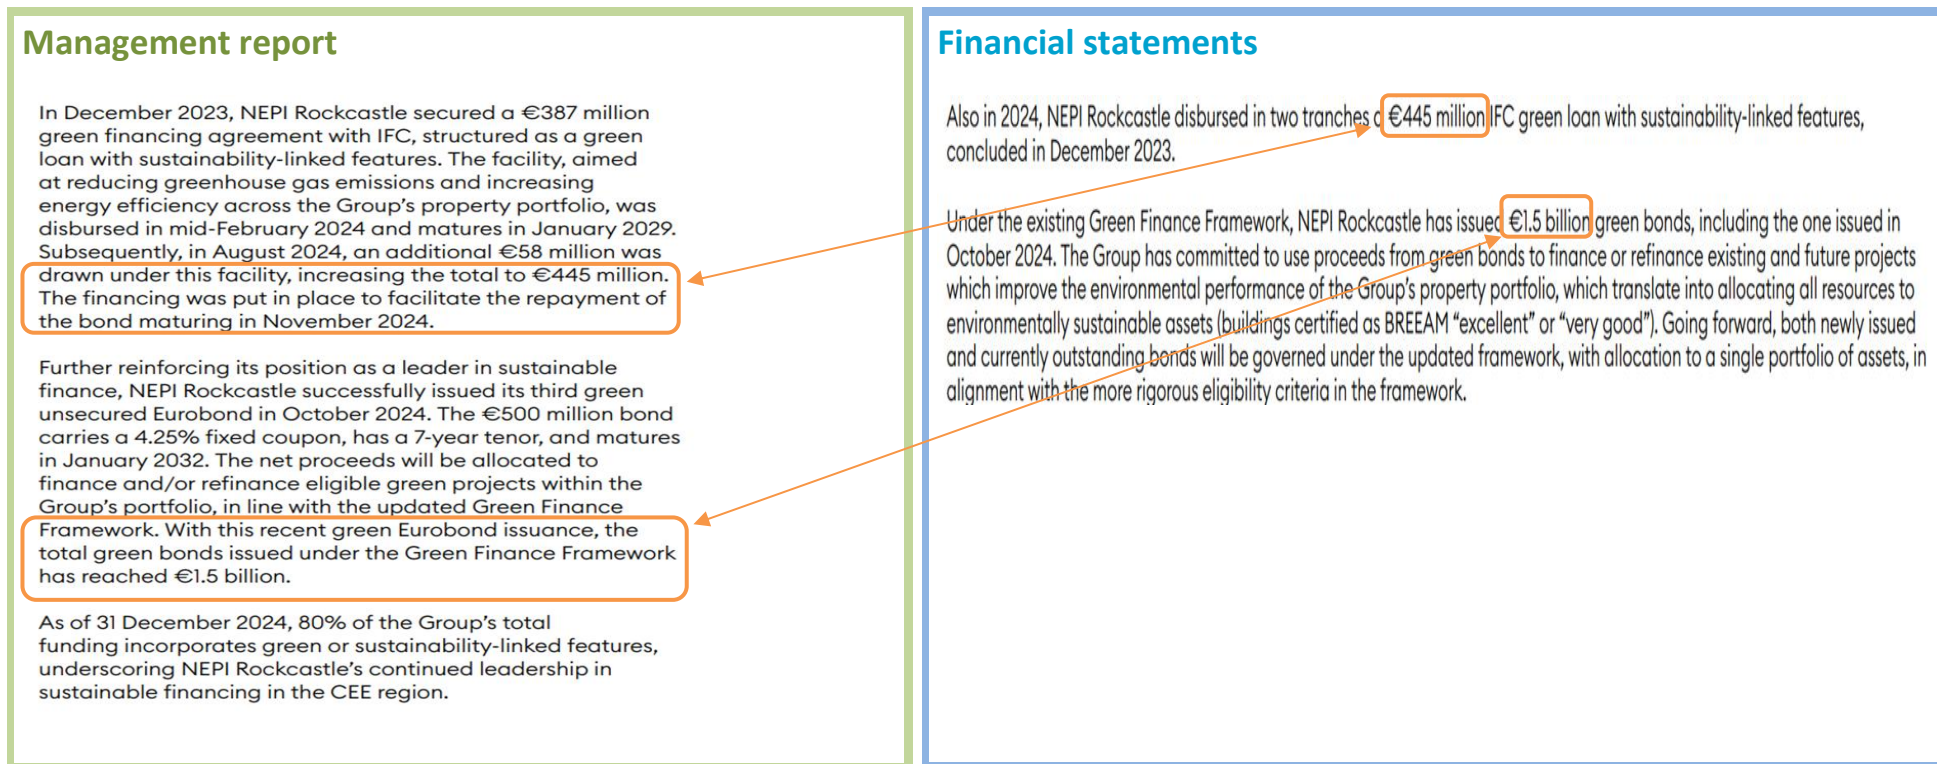 Management report
In December 2023, NEPI Rockcastle secured a €387 million
green financing agreement with IFC, structured as a green
loan with sustainability-linked features. The facility, aimed
at reducing greenhouse gas emissions and increasing
energy efficiency across the Group's property portfolio, was
disbursed in mid-February 2024 and matures in January 2029.
Subsequently, in August 2024, an additional €58 million was
drawn under this facility, increasing the total to €445 million.
The financing was put in place to facilitate the repayment of
the bond maturing in November 2024.
Further reinforcing its position as a leader in sustainable
finance, NEPI Rockcastle successfully issued its third green
unsecured Eurobond in October 2024. The €500 million bond
carries a 4.25% fixed coupon, has a 7-year tenor, and matures
in January 2032. The net proceeds will be allocated to
finance and/or refinance eligible green projects within the
Group's portfolio, in line with the updated Green Finance
Framework. With this recent green Eurobond issuance, the
total green bonds issued under the Green Finance Framework
has reached €1.5 billion.
As of 31 December 2024, 80% of the Group's total
funding incorporates green or sustainability-linked features,
underscoring NEPI Rockcastle's continued leadership in
sustainable financing in the CEE region.
Financial statements
Also in 2024, NEPI Rockcastle disbursed in two tranches €445 million IFC green loan with sustainability-linked features,
concluded in December 2023.
Under the existing Green Finance Framework, NEPI Rockcastle has issued €1.5 billion green bonds, including the one issued in
October 2024. The Group has committed to use proceeds from green bonds to finance or refinance existing and future projects
which improve the environmental performance of the Group's property portfolio, which translate into allocating all resources to
environmentally sustainable assets (buildings certified as BREEAM "excellent" or "very good"). Going forward, both newly issued
and currently outstanding bonds will be governed under the updated framework, with allocation to a single portfolio of assets, in
alignment with the more rigorous eligibility criteria in the framework.